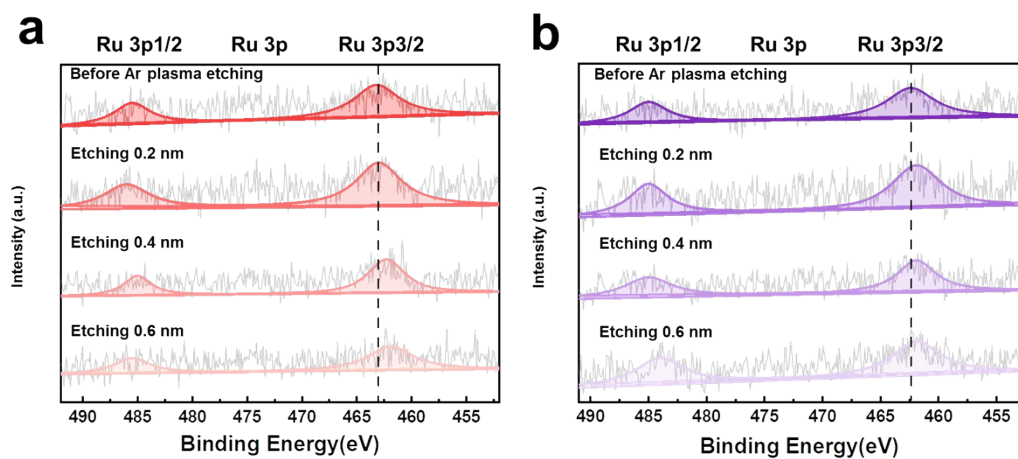 a
Ru 3p1/2 Ru 3p Ru 3p3/2
Before Ar plasma etching
Etching 0.2 nm
Etching 0.4 nm
Etching 0.6 nm
Intensity (a.u.)
490 485 480 475 470 465 460 455
Binding Energy(eV)
b
Ru 3p1/2 Ru 3p Ru 3p3/2
Before Ar plasma etching
Etching 0.2 nm
Etching 0.4 nm
Etching 0.6 nm
Intensity (a.u.)
490 485 480 475 470 465 460 455
Binding Energy(eV)